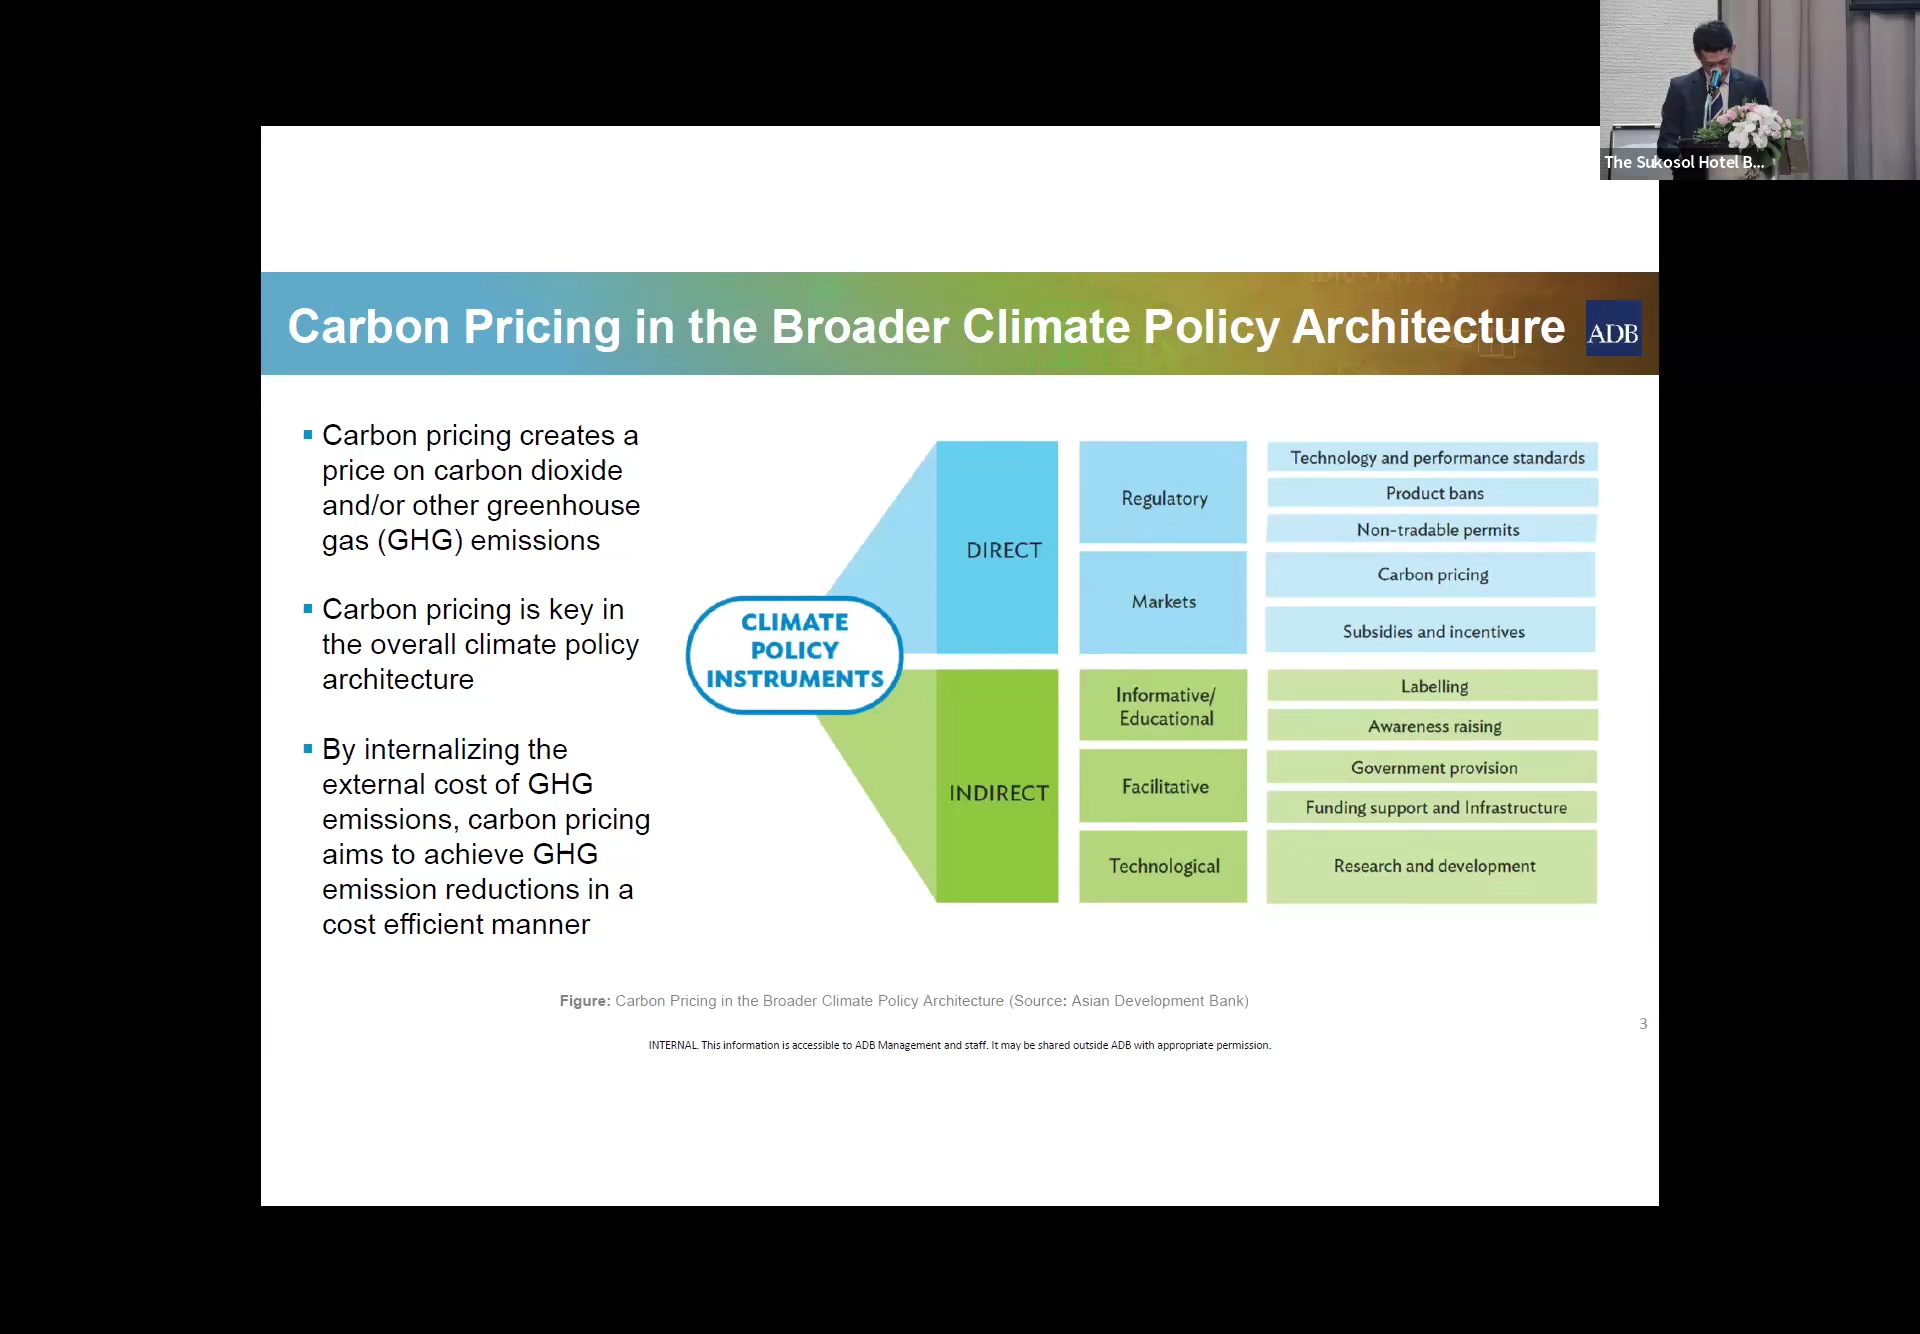 The Sukosol Hotel B...
Carbon Pricing in the Broader Climate Policy Architecture
ADB
▪ Carbon pricing creates a
price on carbon dioxide
and/or other greenhouse
gas (GHG) emissions
▪ Carbon pricing is key in
the overall climate policy
architecture
▪ By internalizing the
external cost of GHG
emissions, carbon pricing
aims to achieve GHG
emission reductions in a
cost efficient manner
CLIMATE
POLICY
INSTRUMENTS
DIRECT
Regulatory
Technology and performance standards
Product bans
Non-tradable permits
Markets
Carbon pricing
Subsidies and incentives
INDIRECT
Informative/
Educational
Labelling
Awareness raising
Facilitative
Government provision
Funding support and Infrastructure
Technological
Research and development
Figure: Carbon Pricing in the Broader Climate Policy Architecture (Source: Asian Development Bank)
3
INTERNAL. This information is accessible to ADB Management and staff. It may be shared outside ADB with appropriate permission.